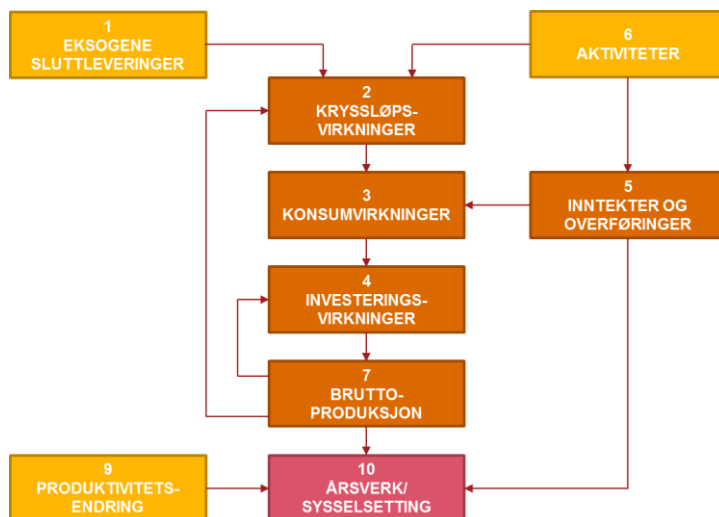 1
EKSOGENE
SLUTTLEVERINGER
6
AKTIVITETER
2
KRYSSLØPS-
VIRKNINGER
3
KONSUMVIRKNINGER
5
INNTEKTER OG
OVERFØRINGER
4
INVESTERINGS-
VIRKNINGER
7
BRUTTO-
PRODUKSJON
9
PRODUKTIVITETS-
ENDRING
10
ÅRSVERK/
SYSSELSETTING